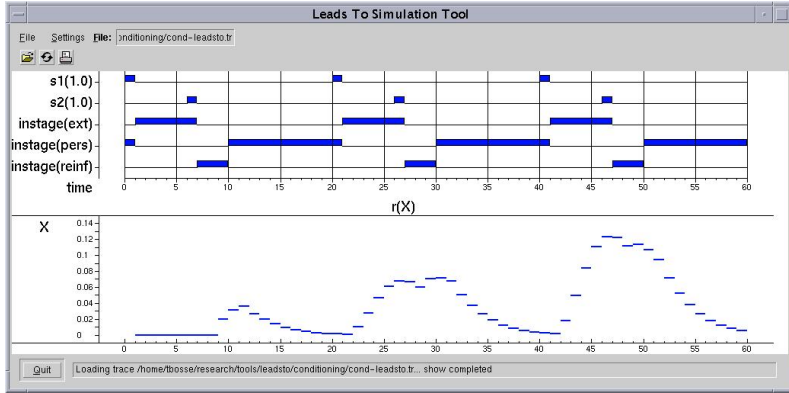 Leads To Simulation Tool
File Settings File: onditioning/cond-leadsto.tr
s1(1.0)
s2(1.0)
instage(ext)
instage(pers)
instage(reinf)
time 0 5 10 15 20 25 30 35 40 45 50 55 60
r(X)
X
0.14
0.12
0.1
0.08
0.06
0.04
0.02
0
0 5 10 15 20 25 30 35 40 45 50 55 60
Quit Loading trace /home/tbosse/research/tools/leadsto/conditioning/cond-leadsto.tr... show completed